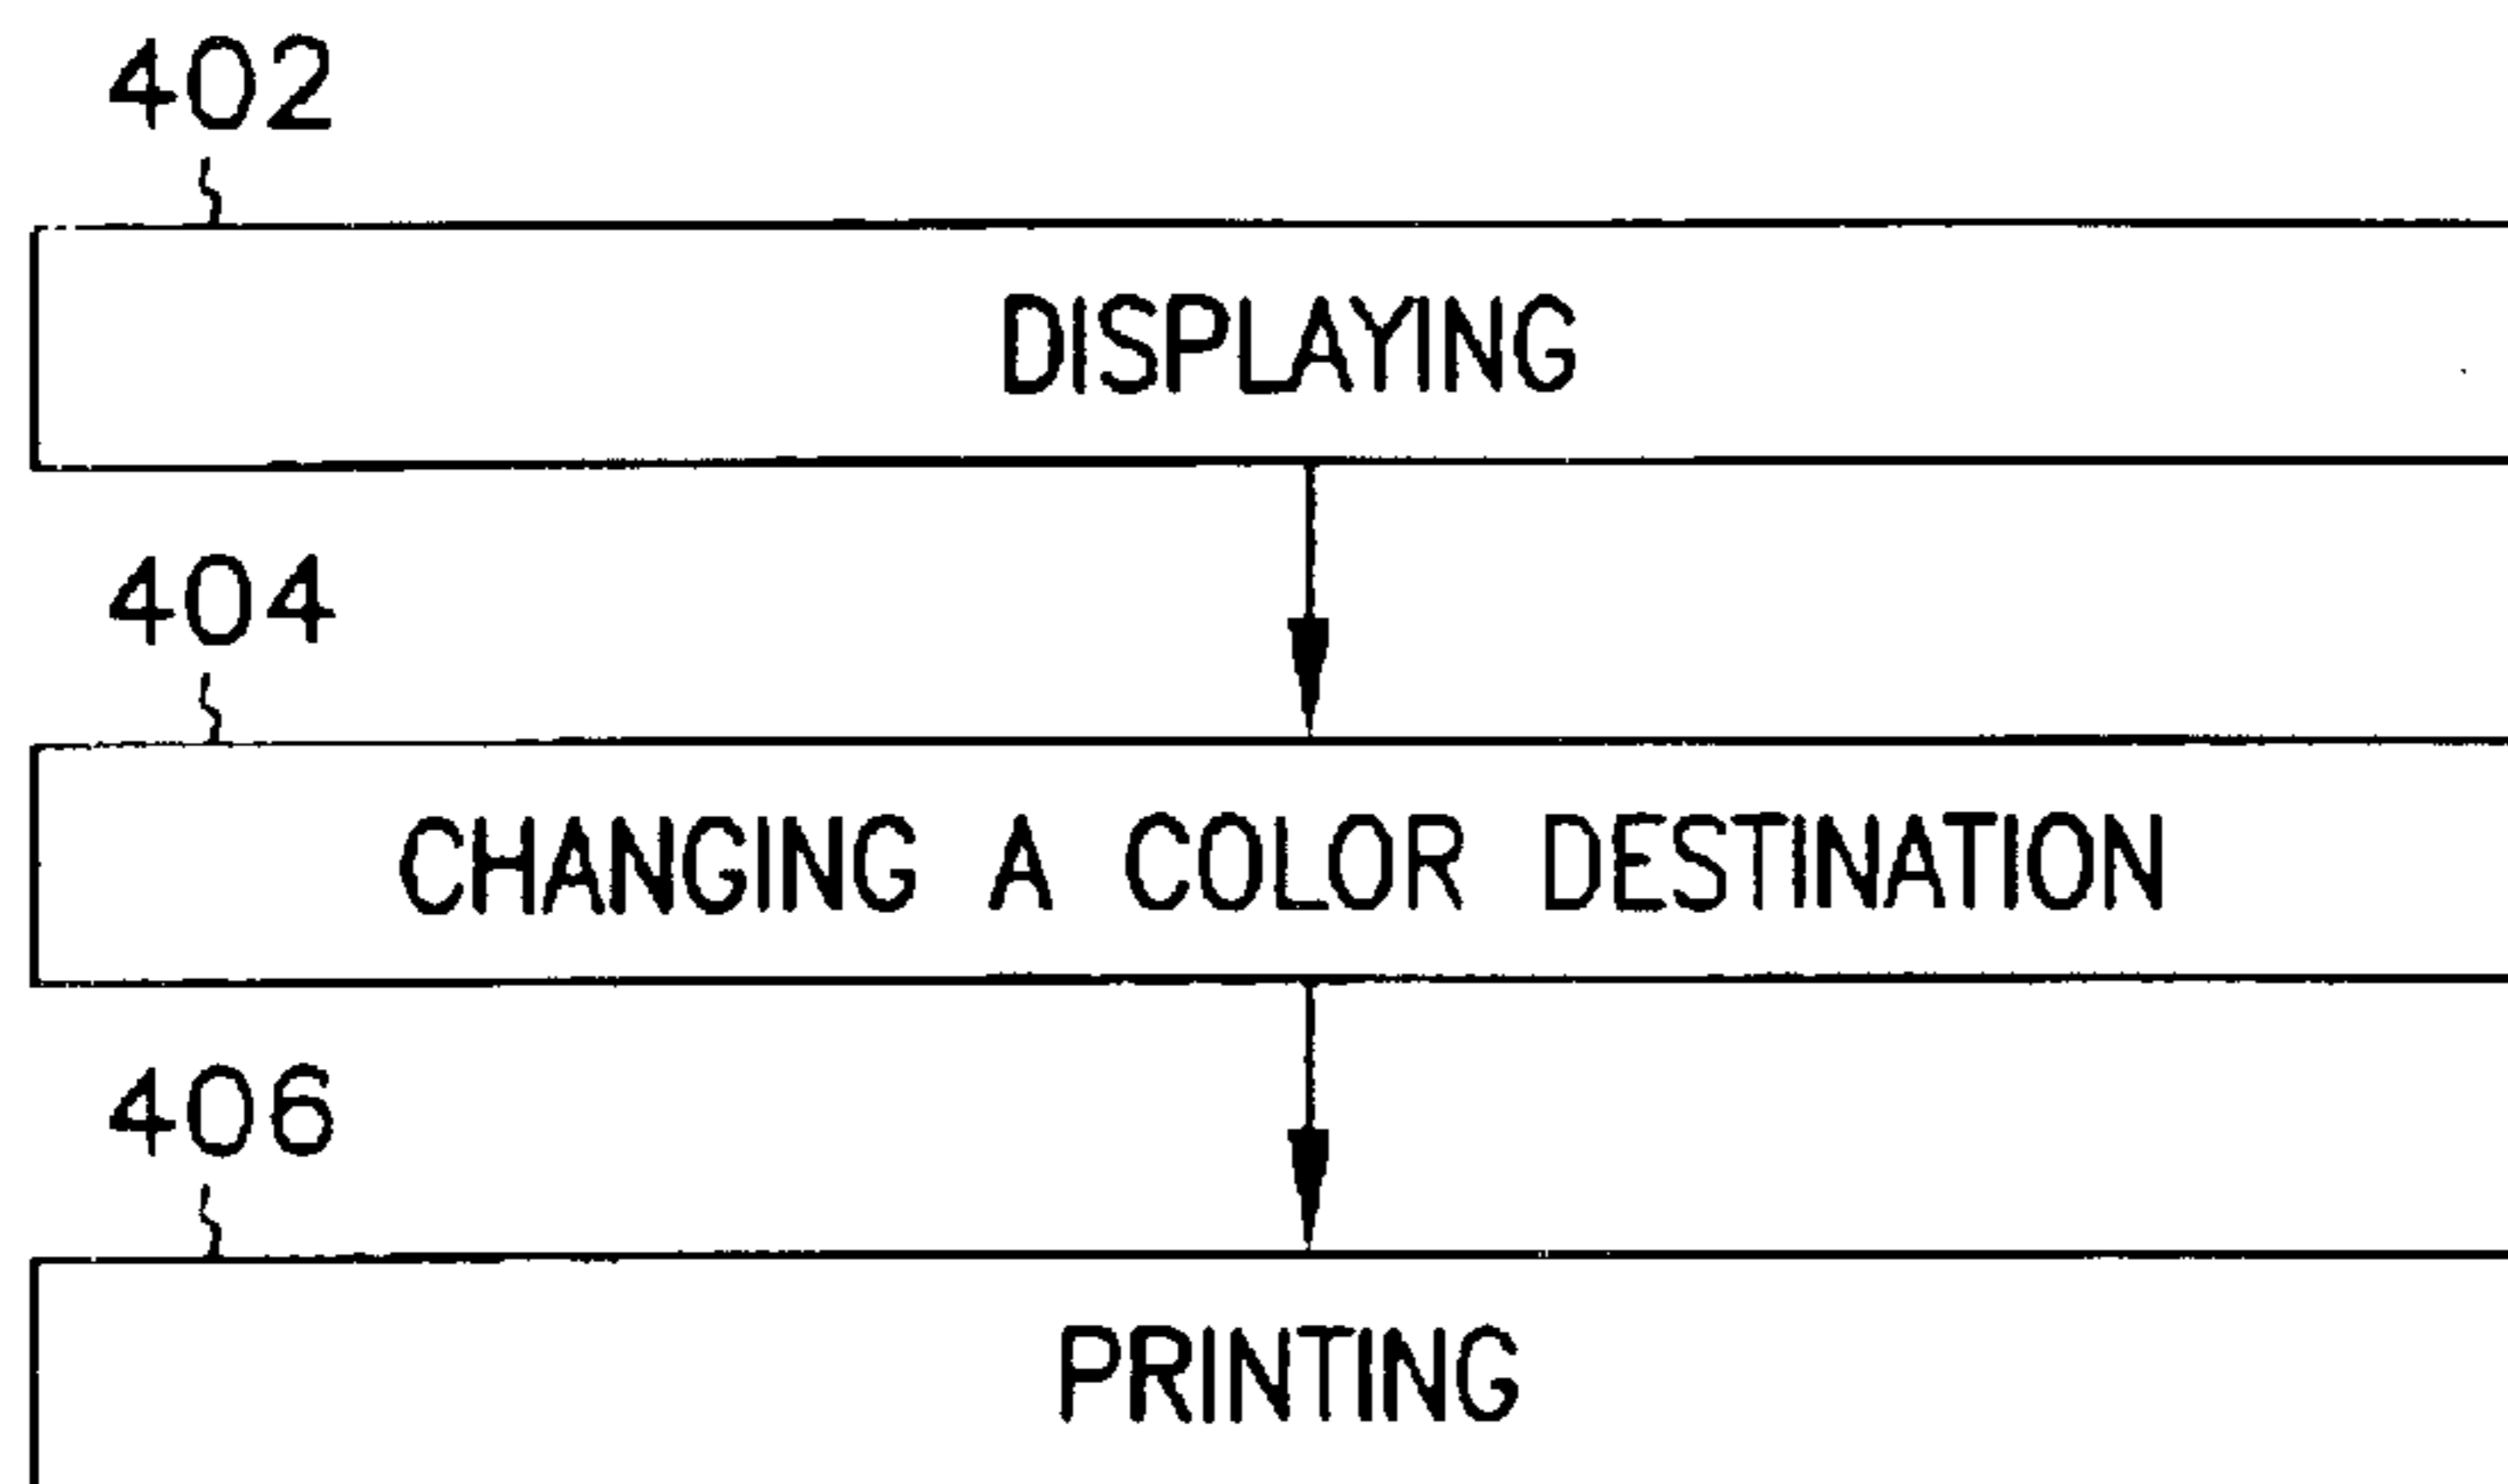 402
DISPLAYING
404
CHANGING A COLOR DESTINATION
406
PRINTING